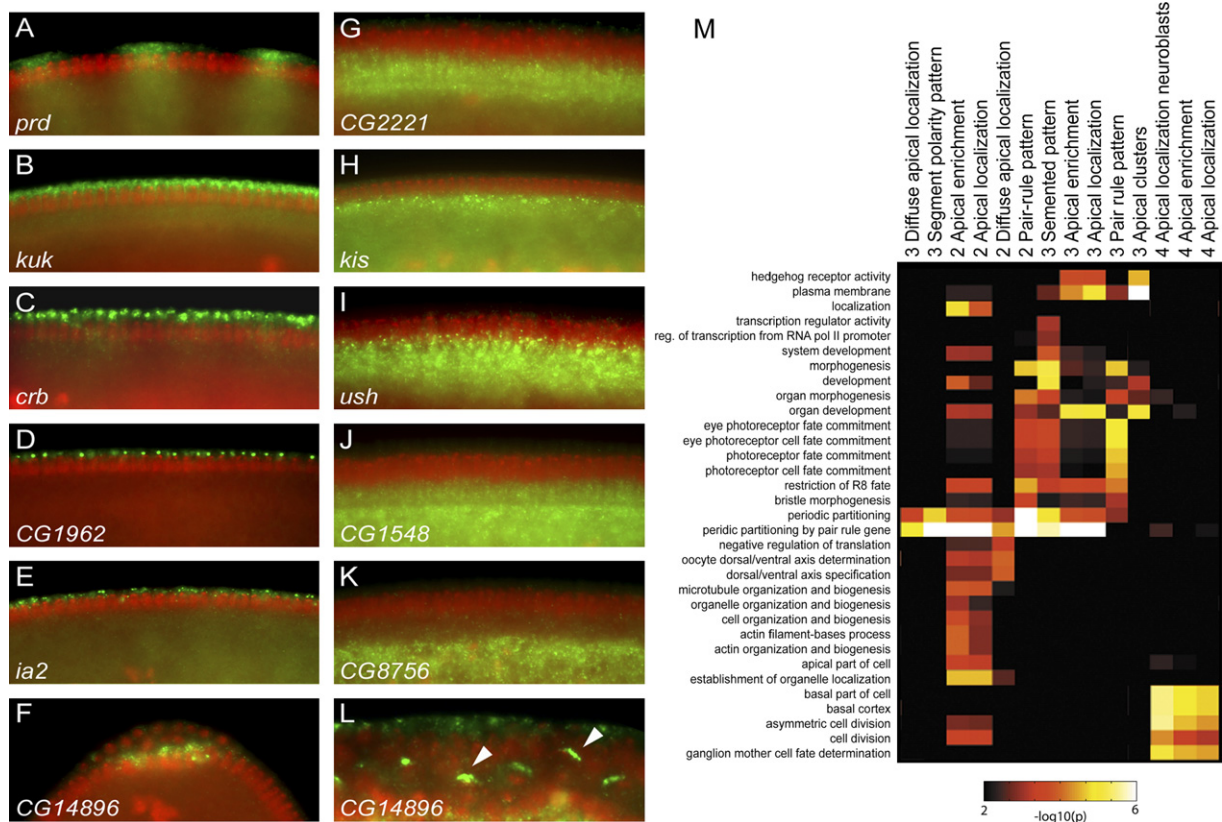 A
prd
B
kuk
C
crb
D
CG1962
E
ia2
F
CG14896
G
CG2221
H
kis
I
ush
J
CG1548
K
CG8756
L
CG14896
M
3 Diffuse apical localization
3 Segment polarity pattern
2 Apical enrichment
2 Apical localization
2 Diffuse apical localization
2 Pair-rule pattern
3 Semented pattern
3 Apical enrichment
3 Apical localization
3 Pair rule pattern
3 Apical clusters
4 Apical localization neuroblasts
4 Apical enrichment
4 Apical localization
hedgehog receptor activity
plasma membrane
localization
transcription regulator activity
reg. of transcription from RNA pol II promoter
system development
morphogenesis
development
organ morphogenesis
organ development
eye photoreceptor fate commitment
eye photoreceptor cell fate commitment
photoreceptor fate commitment
photoreceptor cell fate commitment
restriction of R8 fate
bristle morphogenesis
periodic partitioning
peridic partitioning by pair rule gene
negative regulation of translation
oocyte dorsal/ventral axis determination
dorsal/ventral axis specification
microtubule organization and biogenesis
organelle organization and biogenesis
cell organization and biogenesis
actin filament-bases process
actin organization and biogenesis
apical part of cell
establishment of organelle localization
basal part of cell
basal cortex
asymmetric cell division
cell division
ganglion mother cell fate determination
2
6
-log10(p)